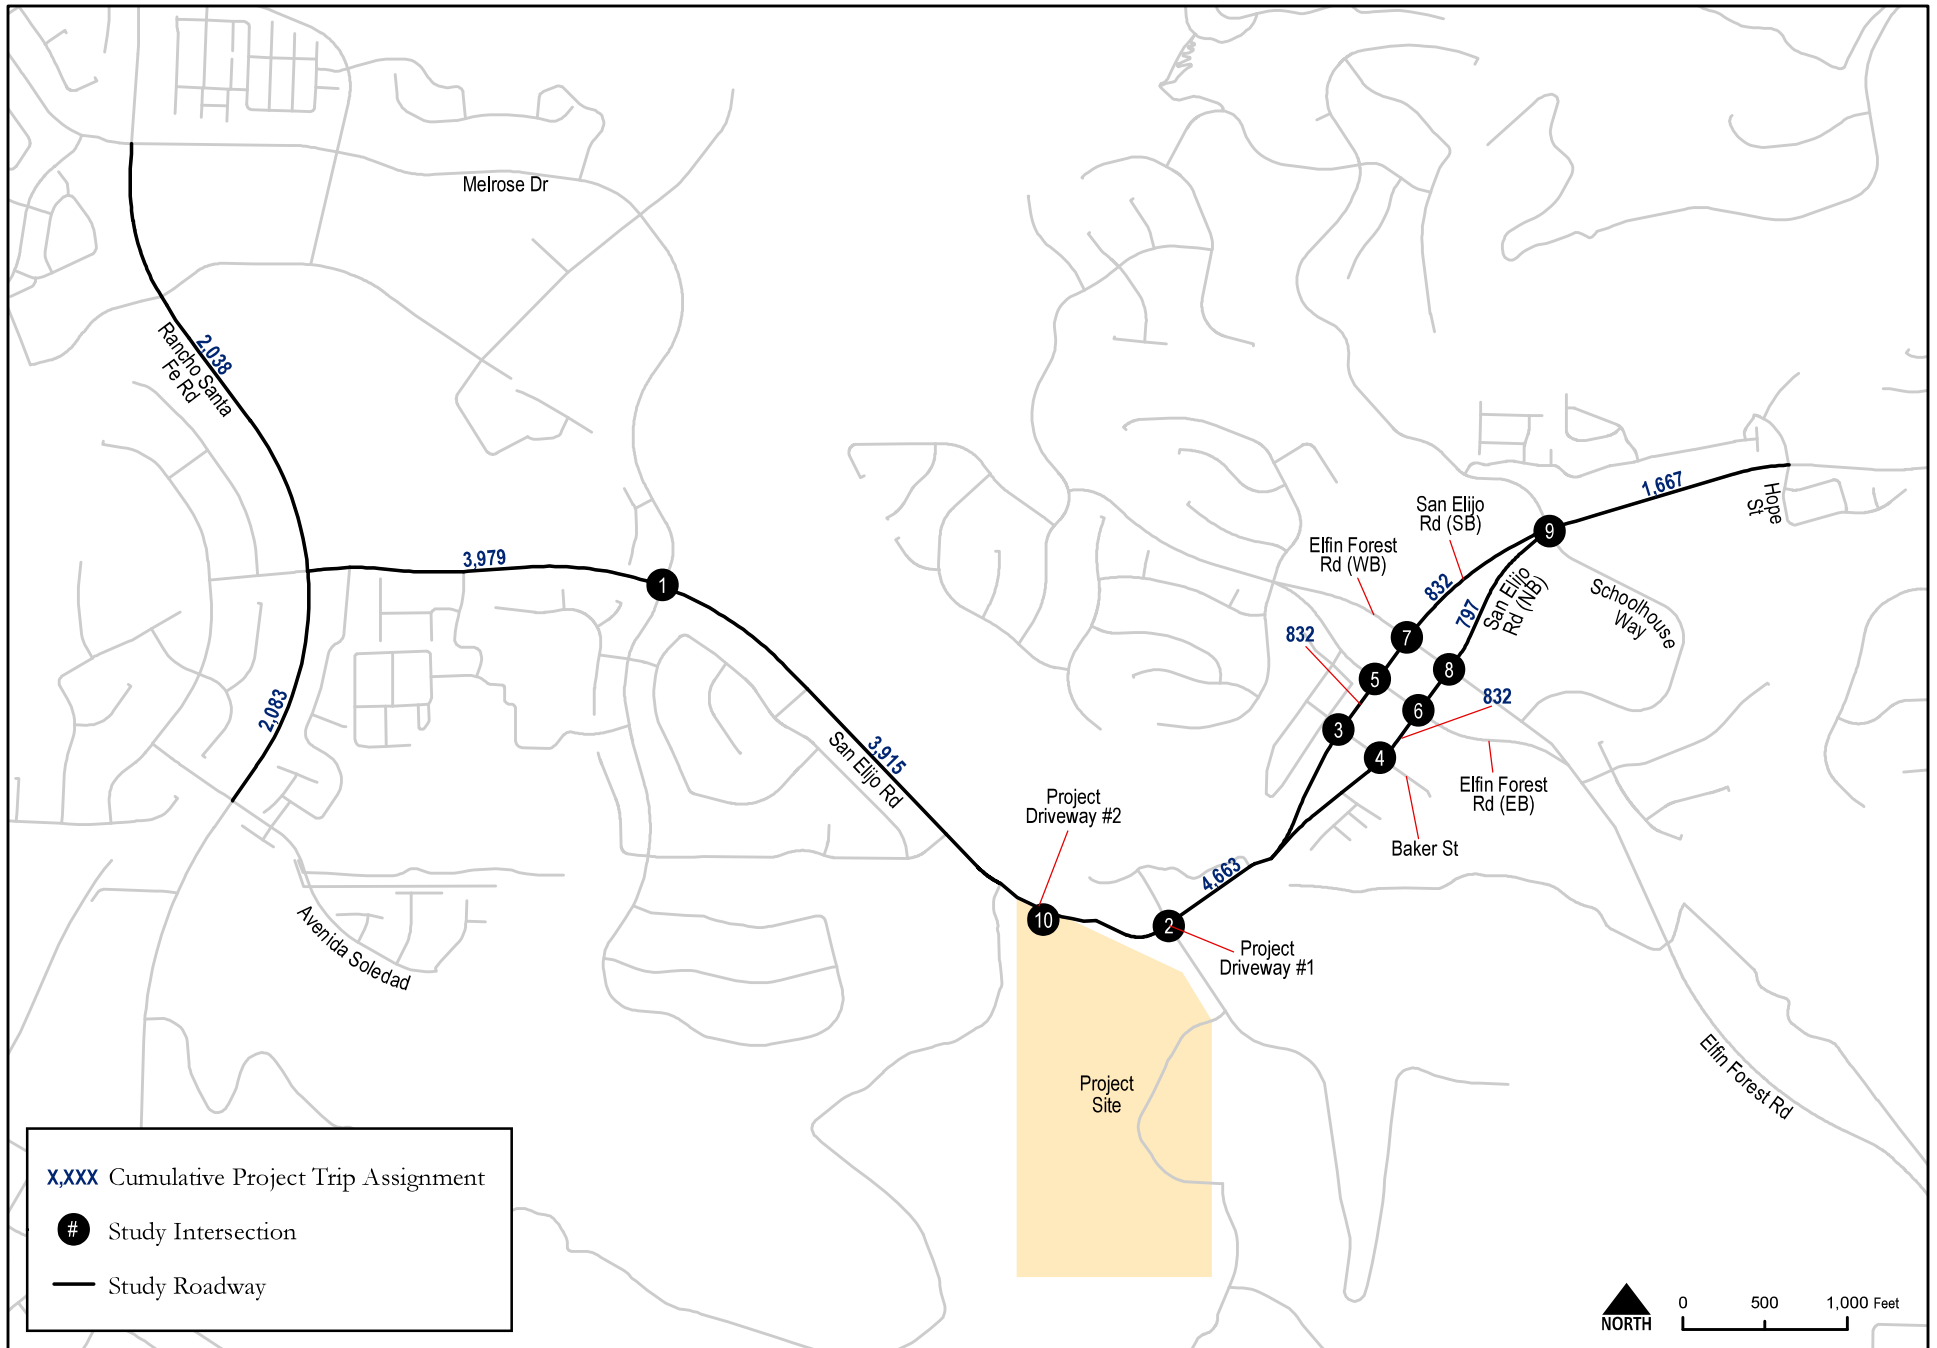 Melrose Dr
2,038
Rancho Santa
Fe Rd
3,979
1
2,083
3,915
San Elijo Rd
Avenida Soledad
Project
Driveway #2
10
2
Project
Driveway #1
4,663
Project
Site
San Elijo
Rd (SB)
Elfin Forest
Rd (WB)
832
832
797
San Elijo
Rd (NB)
9
1,667
Hope
St
Schoolhouse
Way
7
8
5
6
3
4
832
Elfin Forest
Rd (EB)
Baker St
Elfin Forest Rd
X,XXX Cumulative Project Trip Assignment
# Study Intersection
Study Roadway
NORTH
0 500 1,000 Feet